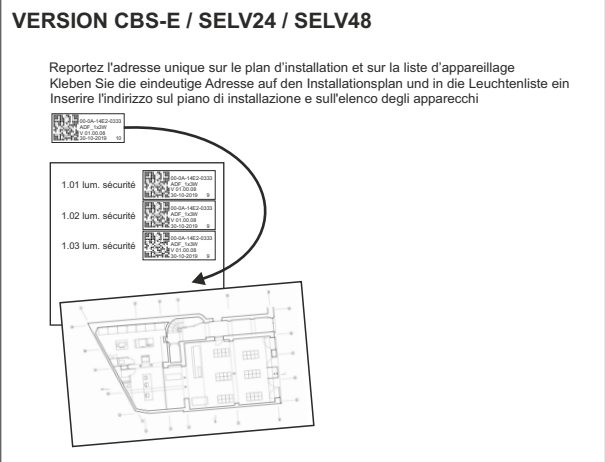 VERSION CBS-E / SELV24 / SELV48
Reportez l'adresse unique sur le plan d'installation et sur la liste d'appareillage
Kleben Sie die eindeutige Adresse auf den Installationsplan und in die Leuchtenliste ein
Inserire l'indirizzo sul piano di installazione e sull'elenco degli apparecchi
00-0A-14E2-0333
ADF_1x3W
V 01.00.08
30-10-2019 10
1.01 lum. sécurité
00-0A-14E2-0333
ADF_1x3W
V 01.00.08
30-10-2019 9
1.02 lum. sécurité
00-0A-14E2-0333
ADF_1x3W
V 01.00.08
30-10-2019 9
1.03 lum. sécurité
00-0A-14E2-0333
ADF_1x3W
V 01.00.08
30-10-2019 9